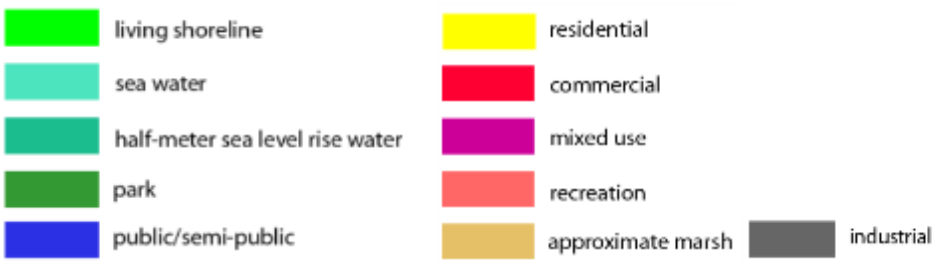 living shoreline
sea water
half-meter sea level rise water
park
public/semi-public
residential
commercial
mixed use
recreation
approximate marsh
industrial